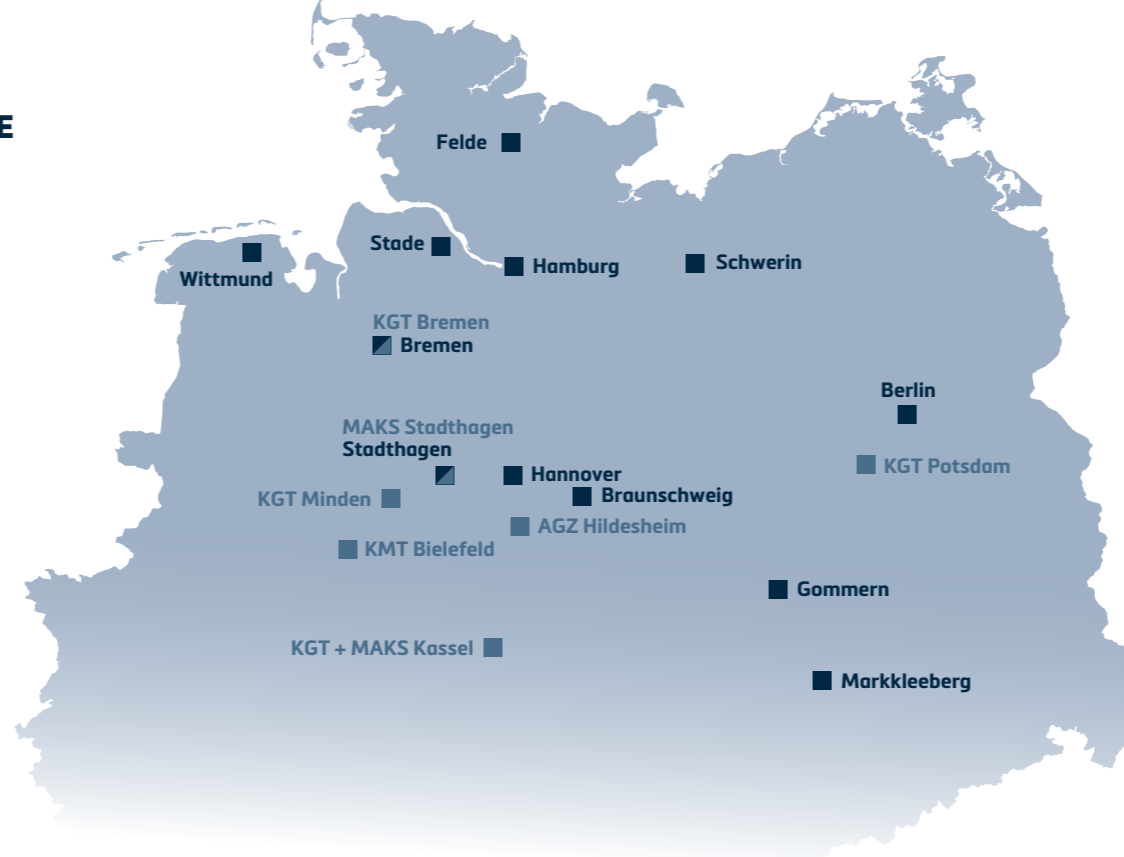 E
Felde
Stade
Hamburg
Schwerin
Wittmund
KGT Bremen
Bremen
Berlin
MAKS Stadthagen
Stadthagen
KGT Potsdam
Hannover
KGT Minden
Braunschweig
AGZ Hildesheim
KMT Bielefeld
Gommern
KGT + MAKS Kassel
Markkleeberg